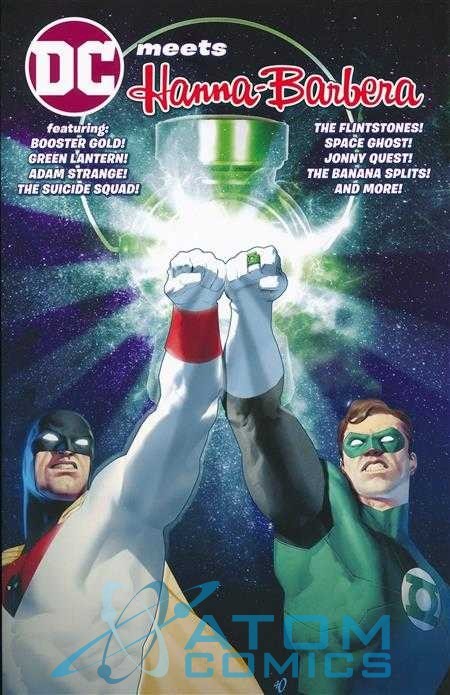 DC
meets
Hanna-Barbera
featuring:
BOOSTER GOLD!
GREEN LANTERN!
ADAM STRANGE!
THE SUICIDE SQUAD!
THE FLINTSTONES!
SPACE GHOST!
JONNY QUEST!
THE BANANA SPLITS!
AND MORE!
ATOM
COMICS